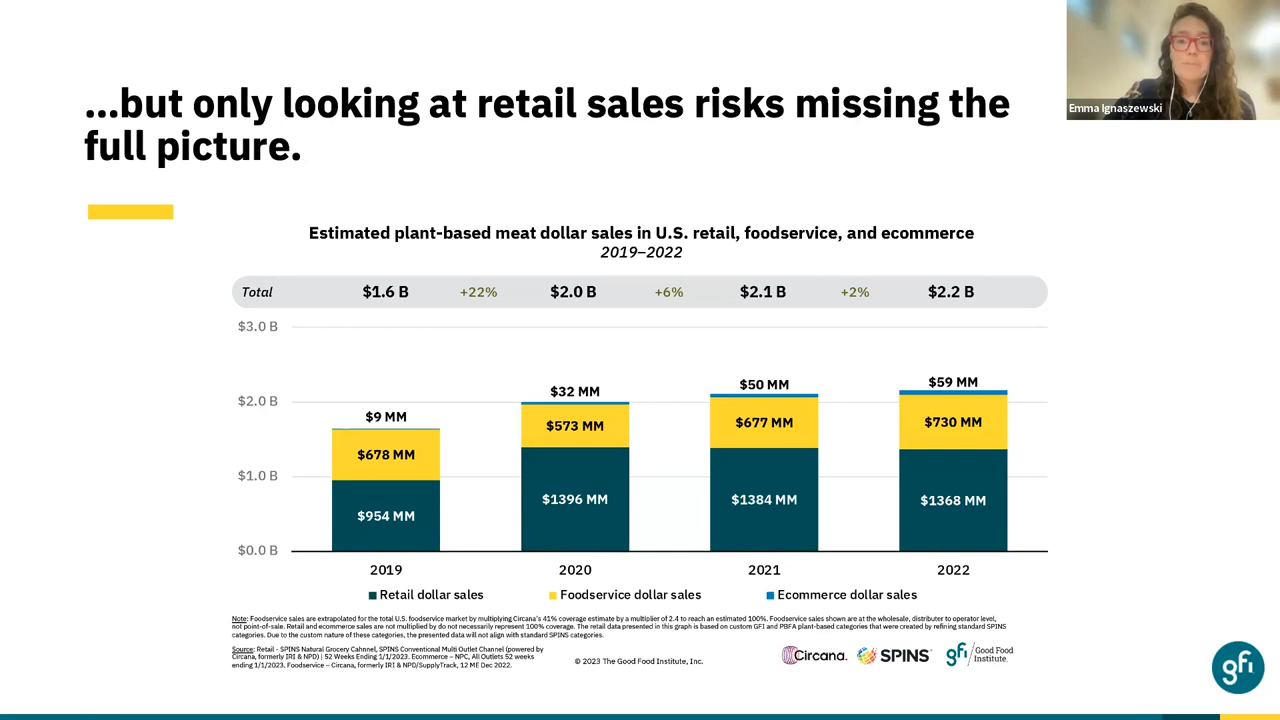 ...but only looking at retail sales risks missing the
full picture.
Emma Ignaszewski
Estimated plant-based meat dollar sales in U.S. retail, foodservice, and ecommerce
2019–2022
Total $1.6 B +22% $2.0 B +6% $2.1 B +2% $2.2 B
$3.0 B
$2.0 B
$1.0 B
$0.0 B
$9 MM
$678 MM
$954 MM
$32 MM
$573 MM
$1396 MM
$50 MM
$677 MM
$1384 MM
$59 MM
$730 MM
$1368 MM
2019 2020 2021 2022
Retail dollar sales Foodservice dollar sales Ecommerce dollar sales
Note: Foodservice sales are extrapolated for the total U.S. foodservice market by multiplying Circana's 41% coverage estimate by a multiplier of 2.4 to reach an estimated 100%. Foodservice sales shown are at the wholesale, distributer to operator level,
not point-of-sale. Retail and ecommerce sales are not multiplied by do not necessarily represent 100% coverage. The retail data presented in this graph is based on custom GFI and PBFA plant-based categories that were created by refining standard SPINS
categories. Due to the custom nature of these categories, the presented data will not align with standard SPINS categories.
Source: Retail - SPINS Natural Grocery Cahnnel, SPINS Conventional Multi Outlet Channel (powered by
Circana, formerly IRI & NPD) | 52 Weeks Ending 1/1/2023. Ecommerce – NPC, All Outlets 52 weeks
ending 1/1/2023. Foodservice – Circana, formerly IRI & NPD/SupplyTrack, 12 ME Dec 2022.
© 2023 The Good Food Institute, Inc.
Circana.
SPINS
gfi/Good Food
Institute.
gfi